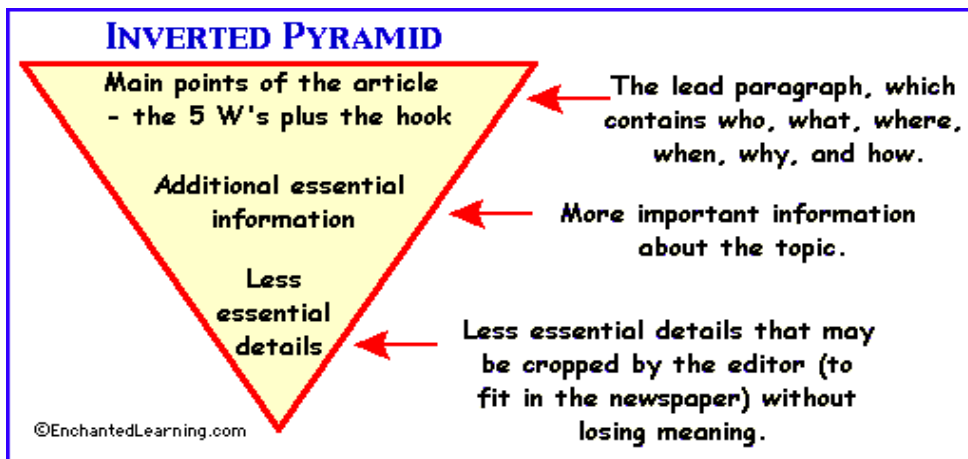 INVERTED PYRAMID
Main points of the article
- the 5 W's plus the hook
The lead paragraph, which
contains who, what, where,
when, why, and how.
Additional essential
information
More important information
about the topic.
Less
essential
details
Less essential details that may
be cropped by the editor (to
fit in the newspaper) without
losing meaning.
©EnchantedLearning.com